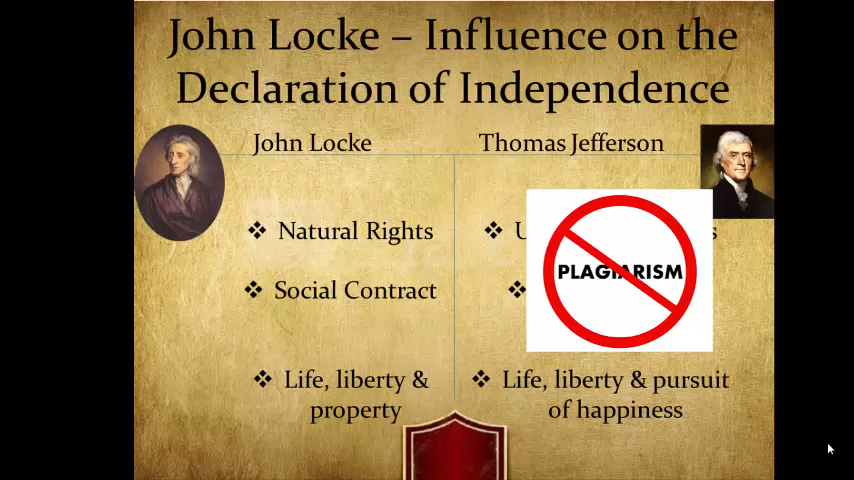 John Locke – Influence on the
Declaration of Independence
John Locke
Thomas Jefferson
❖ Natural Rights
❖ Social Contract
❖ Life, liberty &
property
❖
❖
PLAGIARISM
❖ Life, liberty & pursuit
of happiness